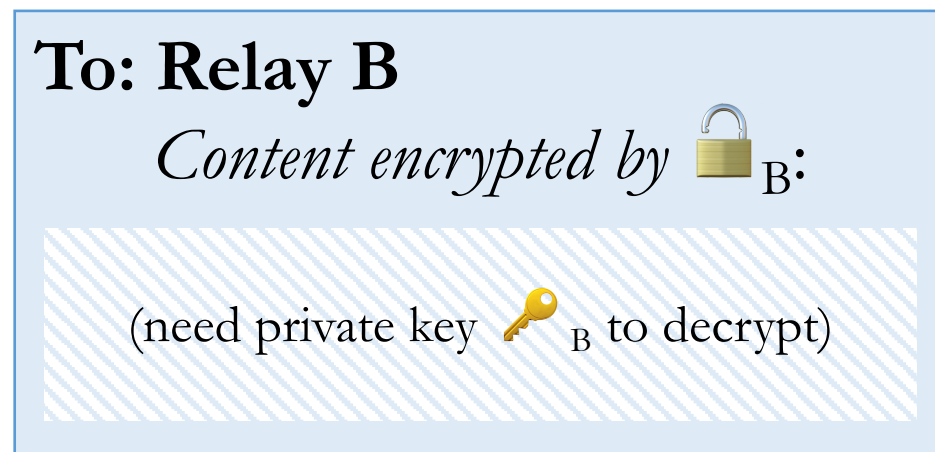 To: Relay B
Content encrypted by B:
(need private key B to decrypt)